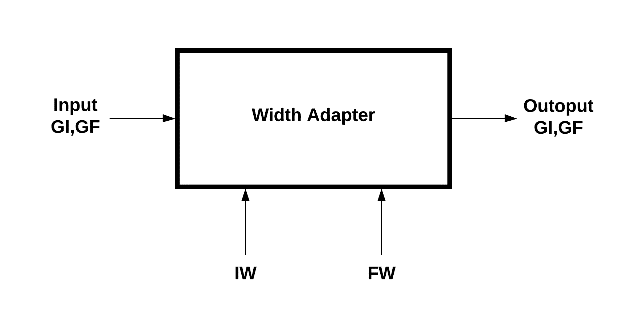 Input
GI,GF
Width Adapter
Outoput
GI,GF
IW
FW